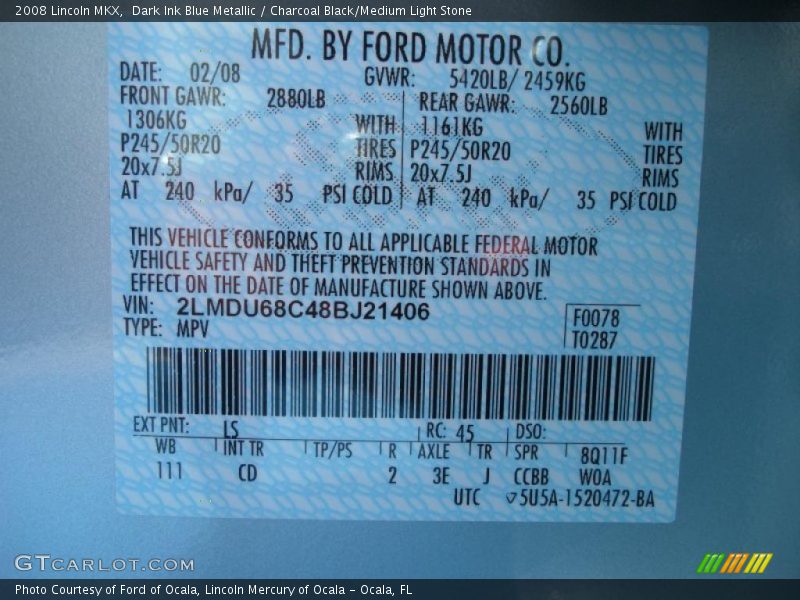 2008 Lincoln MKX, Dark Ink Blue Metallic / Charcoal Black/Medium Light Stone
MFD. BY FORD MOTOR CO.
DATE: 02/08 GVWR: 5420LB/ 2459KG
FRONT GAWR: 2880LB REAR GAWR: 2560LB
1306KG WITH 1161KG WITH
P245/50R20 TIRES P245/50R20 TIRES
20x7.5J RIMS 20x7.5J RIMS
AT 240 kPa/ 35 PSI COLD AT 240 kPa/ 35 PSI COLD
THIS VEHICLE CONFORMS TO ALL APPLICABLE FEDERAL MOTOR
VEHICLE SAFETY AND THEFT PREVENTION STANDARDS IN
EFFECT ON THE DATE OF MANUFACTURE SHOWN ABOVE.
VIN: 2LMDU68C48BJ21406 F0078
TYPE: MPV T0287
EXT PNT: LS RC: 45 DSO:
WB INT TR TP/PS R AXLE TR SPR 8Q11F
111 CD 2 3E J CCBB WOA
UTC 5U5A-1520472-BA
GTCARLOT.COM
Photo Courtesy of Ford of Ocala, Lincoln Mercury of Ocala - Ocala, FL